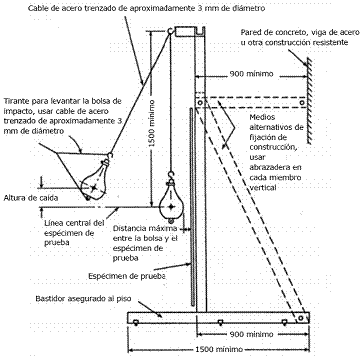 Cable de acero trenzado de aproximadamente 3 mm de diámetro
Pared de concreto, viga de acero
u otra construcción resistente
900 mínimo
Tirante para levantar la bolsa de
impacto, usar cable de acero
trenzado de aproximadamente 3
mm de diámetro
1500 mínimo
Medios
alternativos de
fijación de
construcción,
usar
abrazadera en
cada miembro
vertical
Altura de caída
Línea central del
espécimen de
prueba
Distancia máxima
entre la bolsa y el
espécimen de
prueba
Espécimen de prueba
Bastidor asegurado al piso
900 mínimo
1500 mínimo